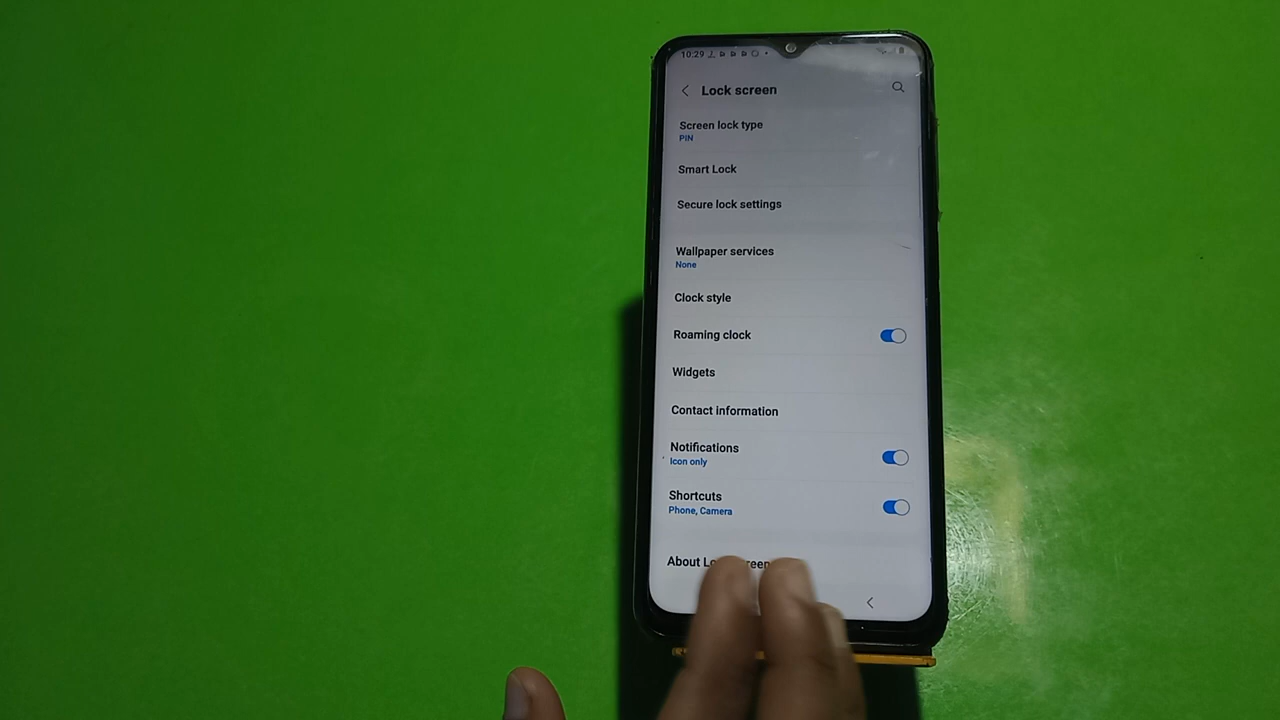 10:29
Lock screen
Screen lock type
PIN
Smart Lock
Secure lock settings
Wallpaper services
None
Clock style
Roaming clock
Widgets
Contact information
Notifications
Icon only
Shortcuts
Phone, Camera
About